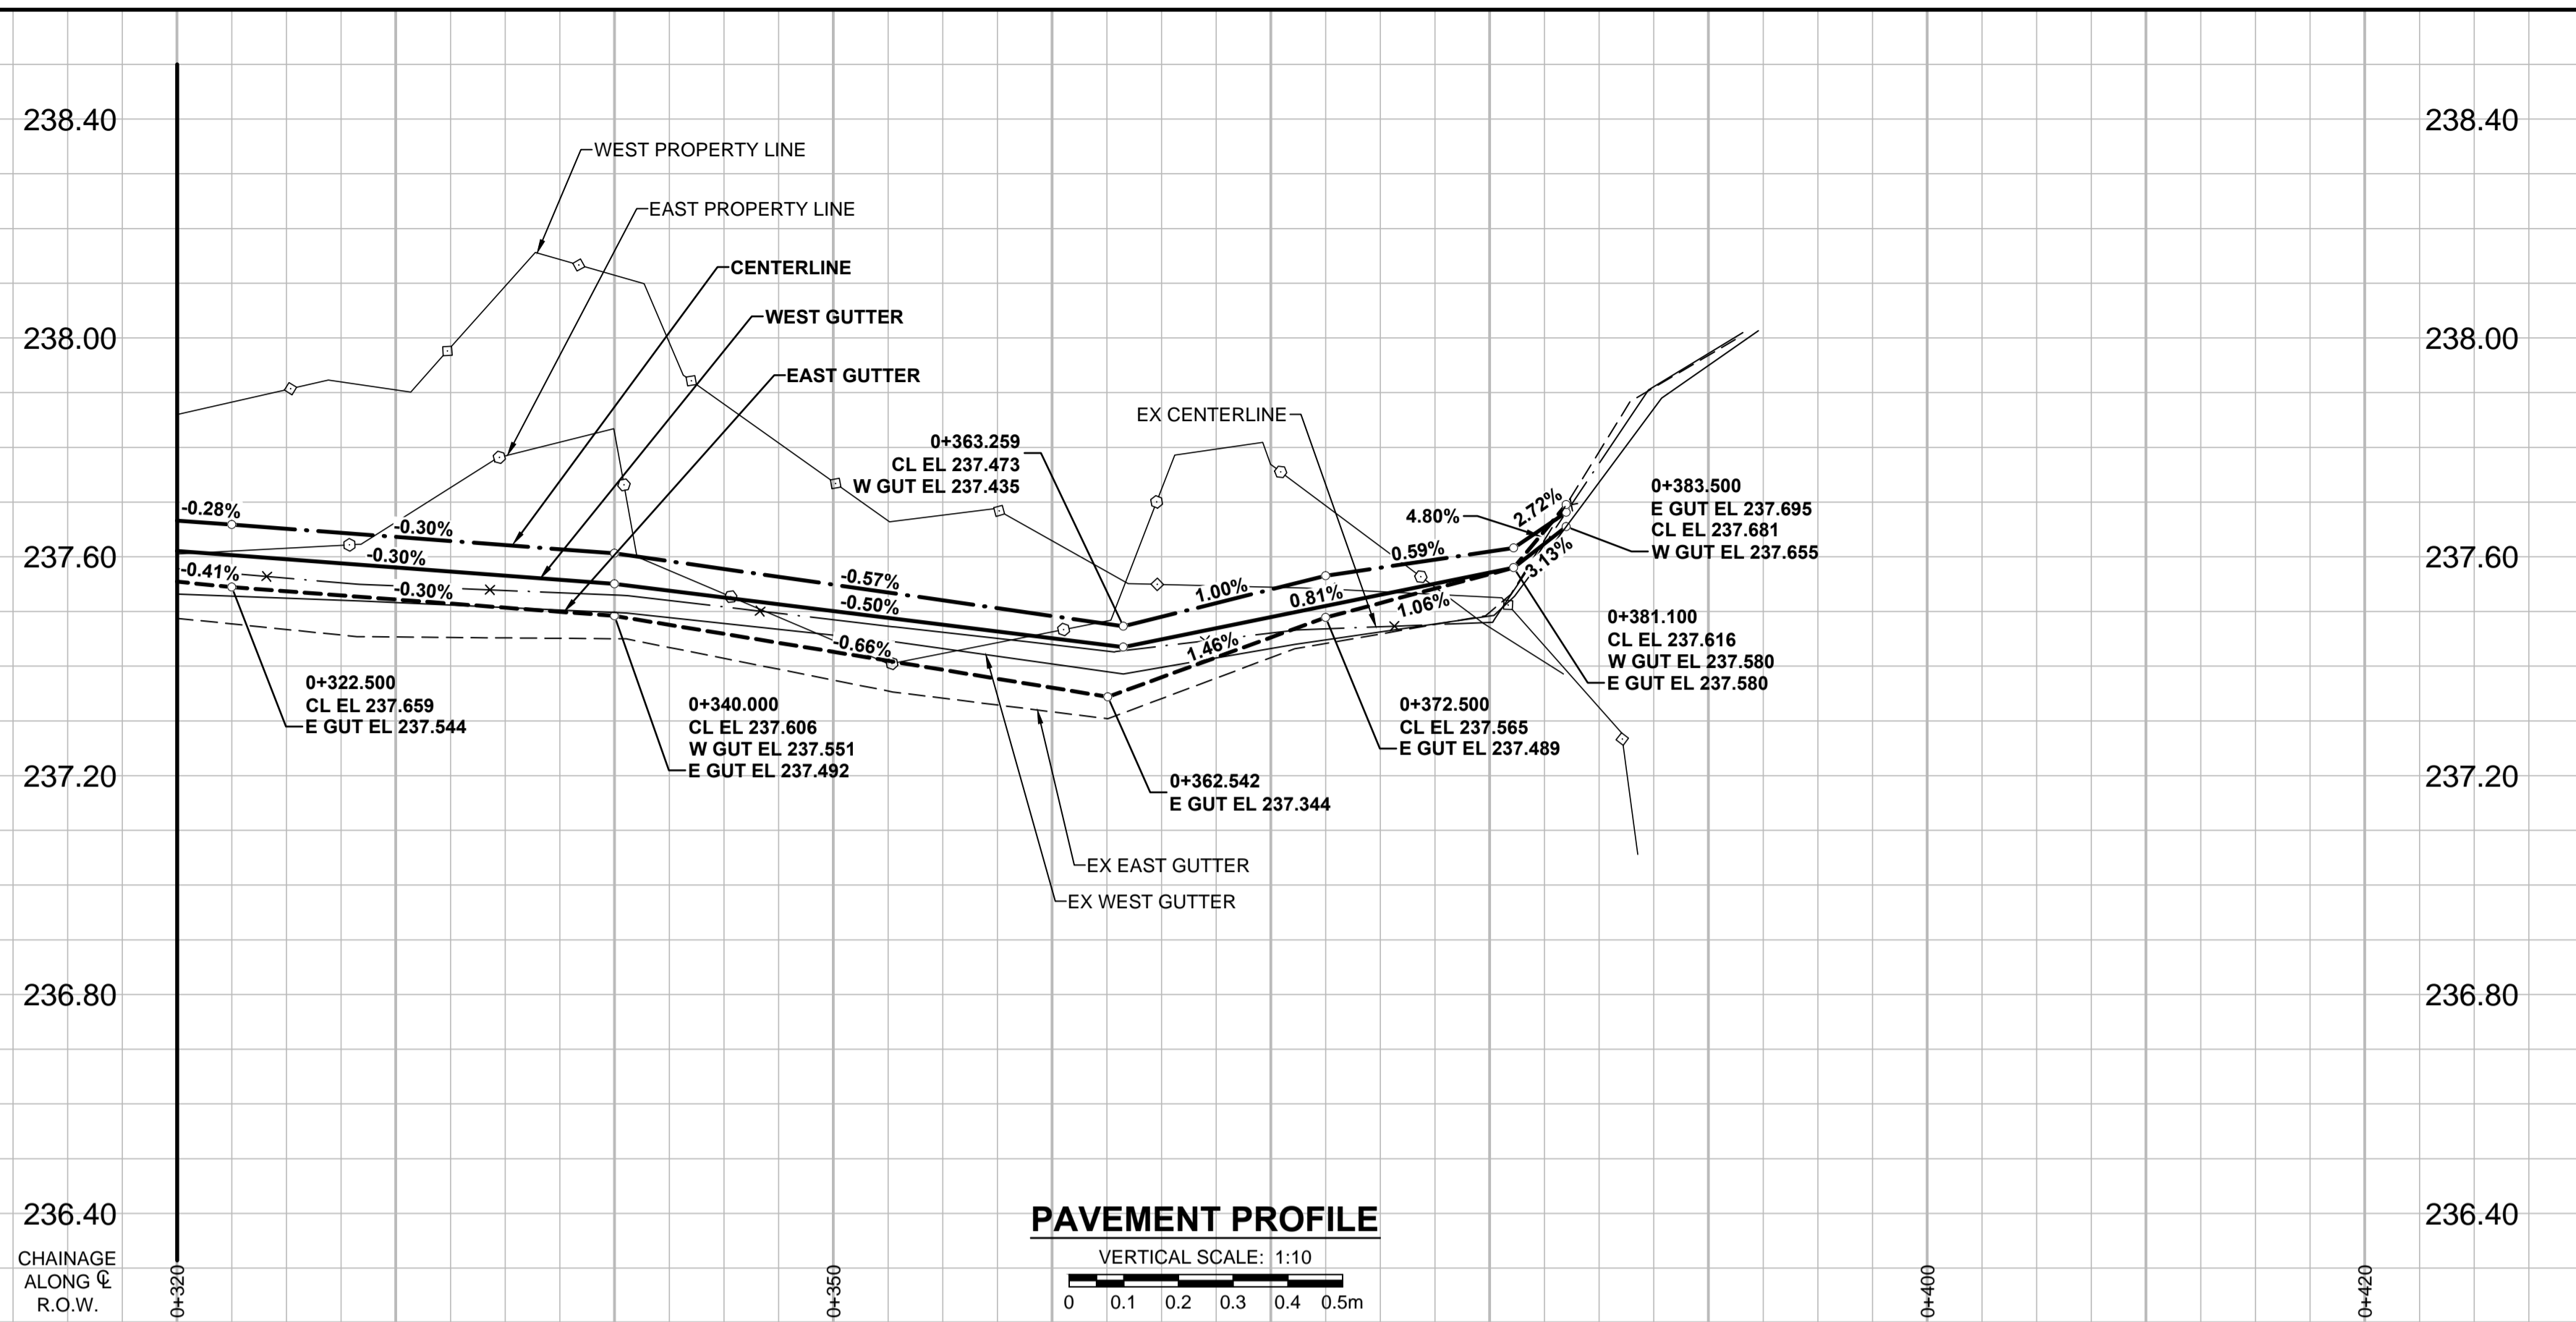 238.40
238.40
WEST PROPERTY LINE
EAST PROPERTY LINE
CENTERLINE
238.00
WEST GUTTER
238.00
EAST GUTTER
EX CENTERLINE
0+363.259
CL EL 237.473
W GUT EL 237.435
0+383.500
E GUT EL 237.695
CL EL 237.681
W GUT EL 237.655
4.80%
2.72%
3.13%
-0.28%
-0.30%
-0.30%
237.60
237.60
-0.41%
-0.30%
-0.57%
-0.50%
-0.66%
1.00%
0.59%
0.81%
1.06%
1.46%
0+381.100
CL EL 237.616
W GUT EL 237.580
E GUT EL 237.580
0+322.500
CL EL 237.659
E GUT EL 237.544
0+340.000
CL EL 237.606
W GUT EL 237.551
E GUT EL 237.492
0+372.500
CL EL 237.565
E GUT EL 237.489
237.20
237.20
0+362.542
E GUT EL 237.344
EX EAST GUTTER
EX WEST GUTTER
236.80
236.80
236.40
236.40
PAVEMENT PROFILE
VERTICAL SCALE: 1:10
0 0.1 0.2 0.3 0.4 0.5m
CHAINAGE
ALONG ℄
R.O.W.
0+320
0+350
0+400
0+420